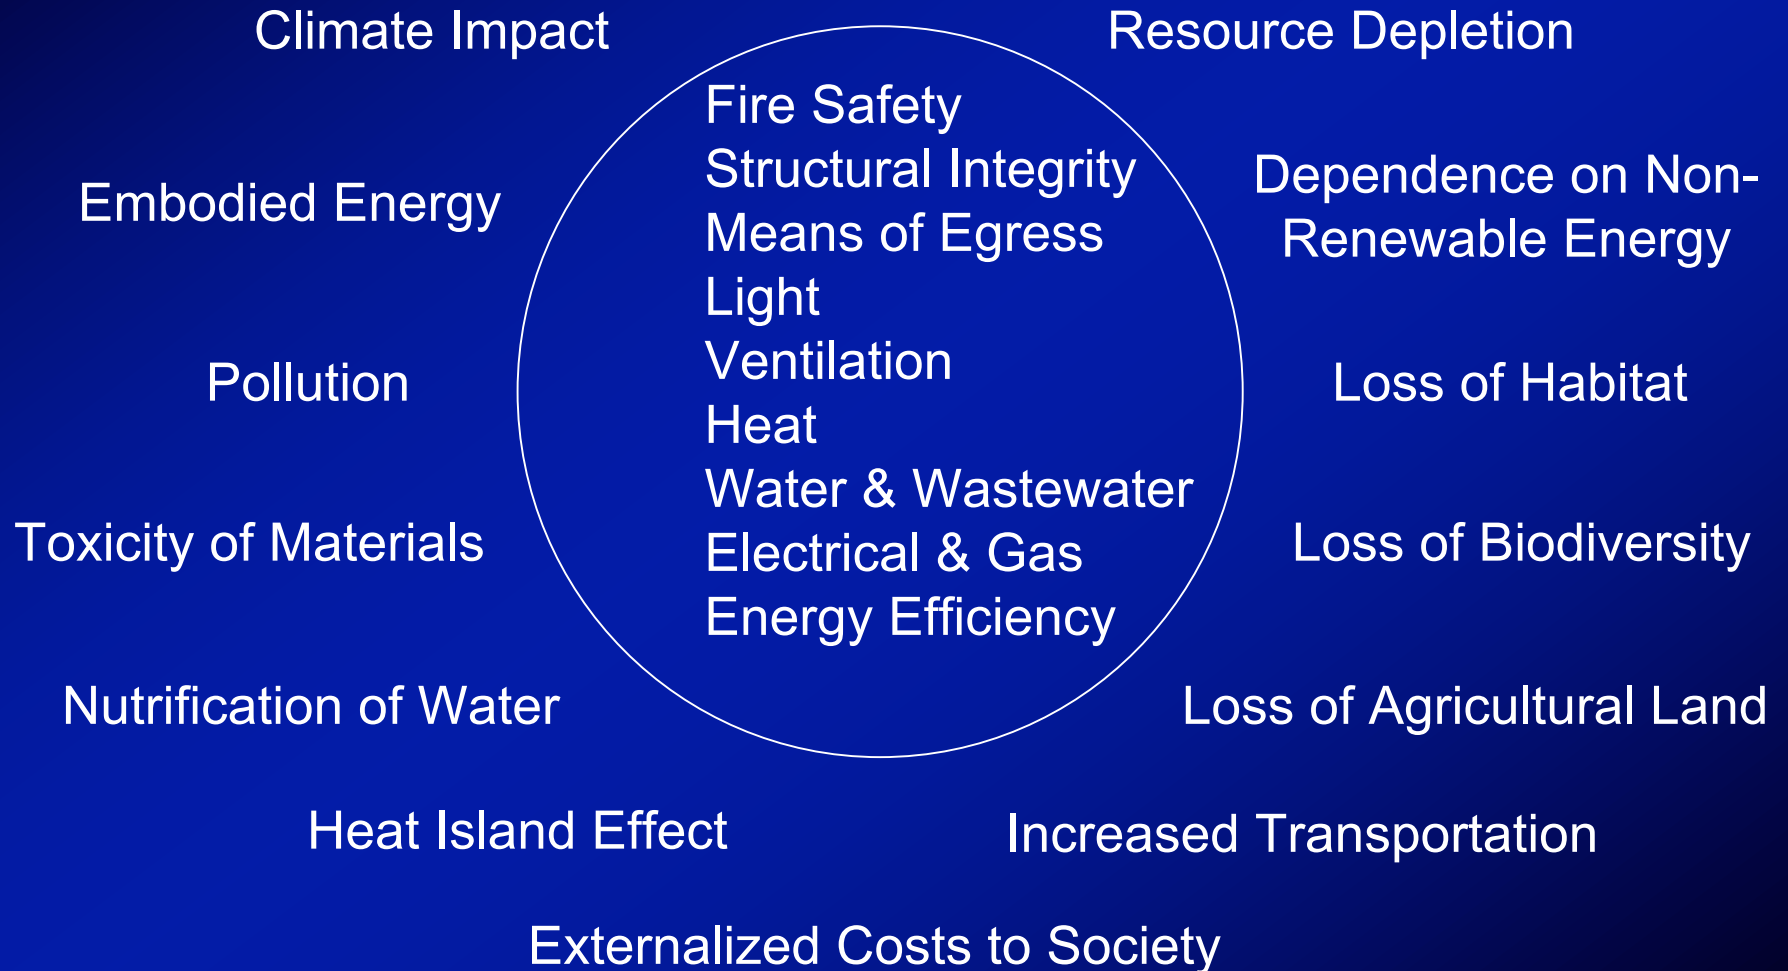 Climate Impact
Resource Depletion
Fire Safety
Structural Integrity
Means of Egress
Light
Ventilation
Heat
Water & Wastewater
Electrical & Gas
Energy Efficiency
Embodied Energy
Dependence on Non-
Renewable Energy
Pollution
Loss of Habitat
Toxicity of Materials
Loss of Biodiversity
Nutrification of Water
Loss of Agricultural Land
Heat Island Effect
Increased Transportation
Externalized Costs to Society